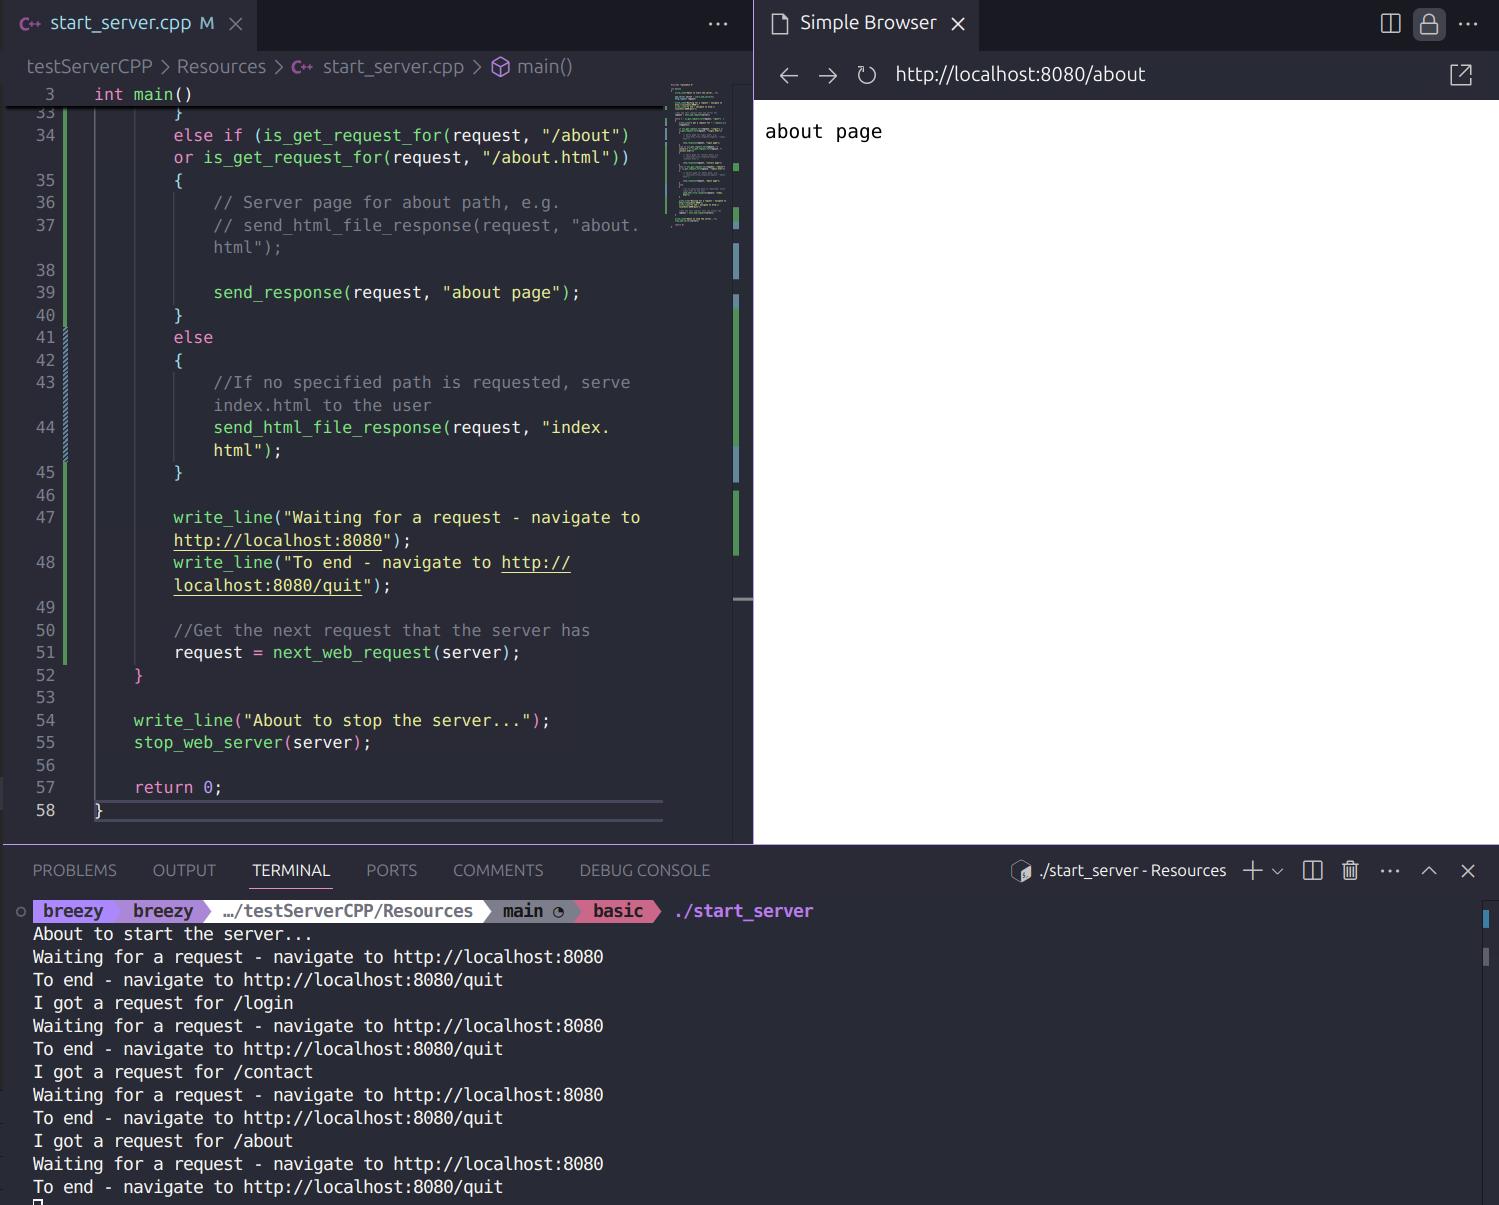 start_server.cpp M
testServerCPP > Resources > start_server.cpp > main()
3 int main()
33 }
34 else if (is_get_request_for(request, "/about")
or is_get_request_for(request, "/about.html"))
35 {
36 // Server page for about path, e.g.
37 // send_html_file_response(request, "about.
html");
38
39 send_response(request, "about page");
40 }
41 else
42 {
43 //If no specified path is requested, serve
index.html to the user
44 send_html_file_response(request, "index.
html");
45 }
46
47 write_line("Waiting for a request - navigate to
http://localhost:8080");
48 write_line("To end - navigate to http://
localhost:8080/quit");
49
50 //Get the next request that the server has
51 request = next_web_request(server);
52 }
53
54 write_line("About to stop the server...");
55 stop_web_server(server);
56
57 return 0;
58 }
Simple Browser
http://localhost:8080/about
about page
PROBLEMS OUTPUT TERMINAL PORTS COMMENTS DEBUG CONSOLE
./start_server - Resources
breezy breezy …/testServerCPP/Resources main basic ./start_server
About to start the server...
Waiting for a request - navigate to http://localhost:8080
To end - navigate to http://localhost:8080/quit
I got a request for /login
Waiting for a request - navigate to http://localhost:8080
To end - navigate to http://localhost:8080/quit
I got a request for /contact
Waiting for a request - navigate to http://localhost:8080
To end - navigate to http://localhost:8080/quit
I got a request for /about
Waiting for a request - navigate to http://localhost:8080
To end - navigate to http://localhost:8080/quit